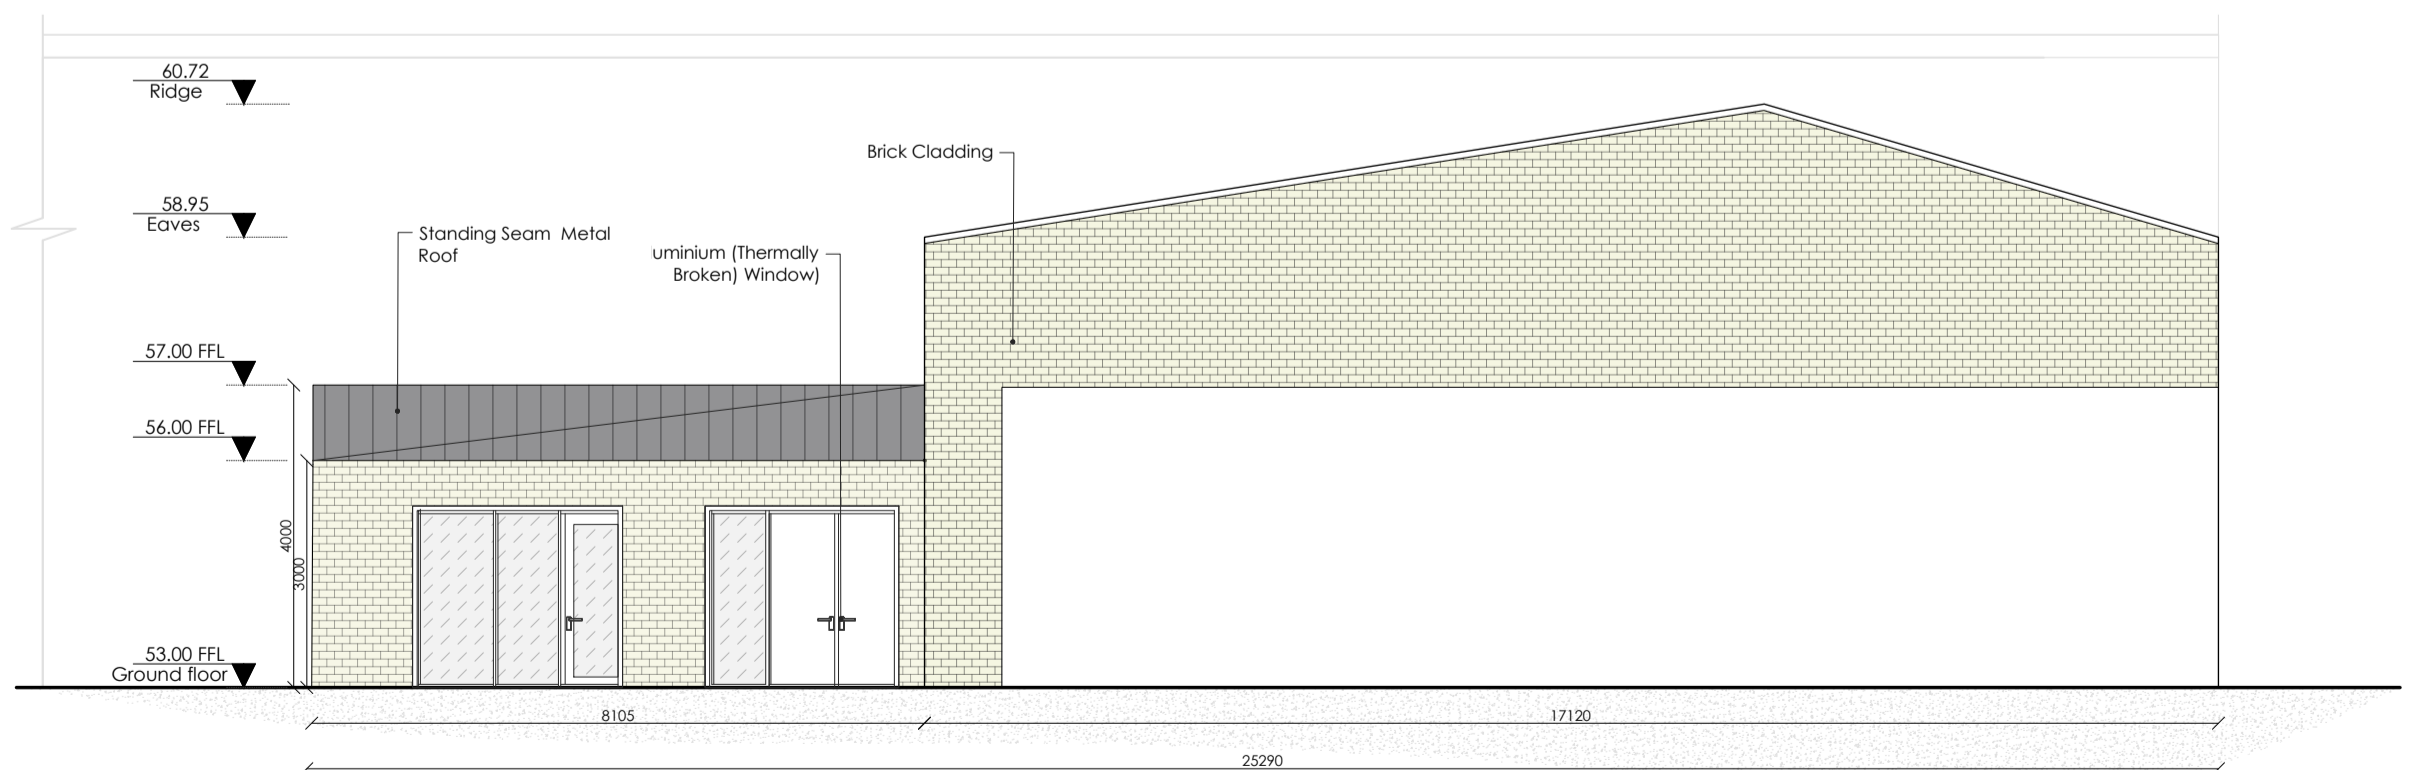 60.72
Ridge
Brick Cladding
58.95
Eaves
Standing Seam Metal
Roof
uminium (Thermally
Broken) Window)
57.00 FFL
56.00 FFL
4000
3000
53.00 FFL
Ground floor
8105
17120
25290